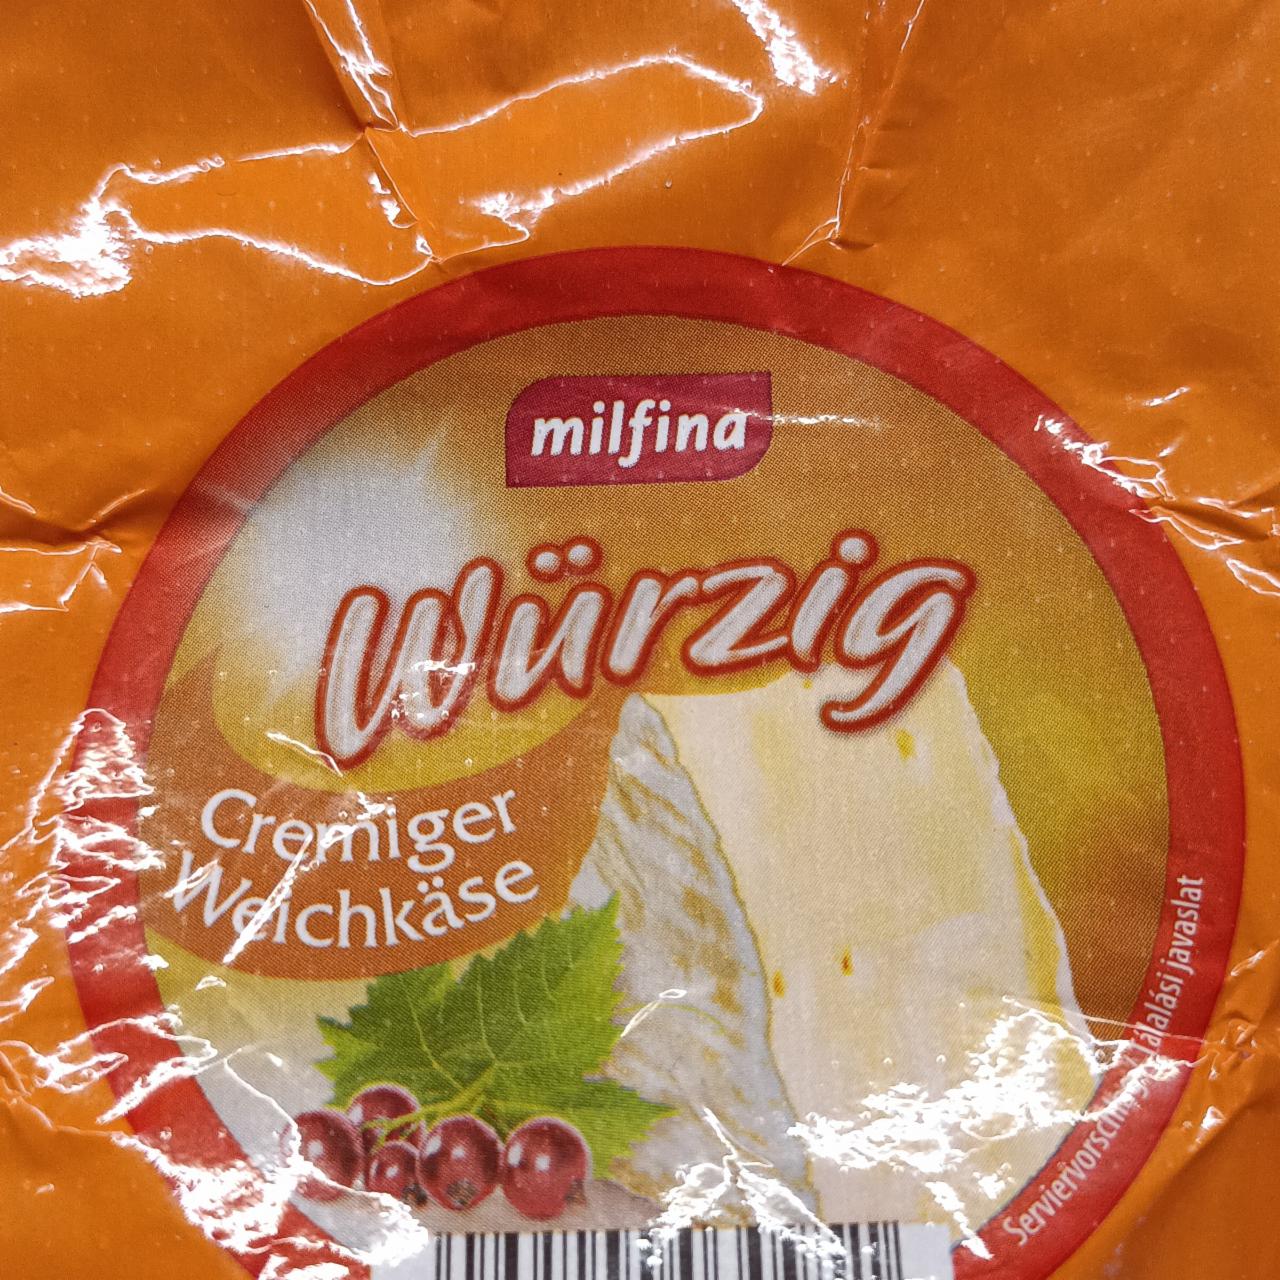 milfina
Würzig
Cremiger
Weichkäse
Serviervorschlag/Tálalási javaslat